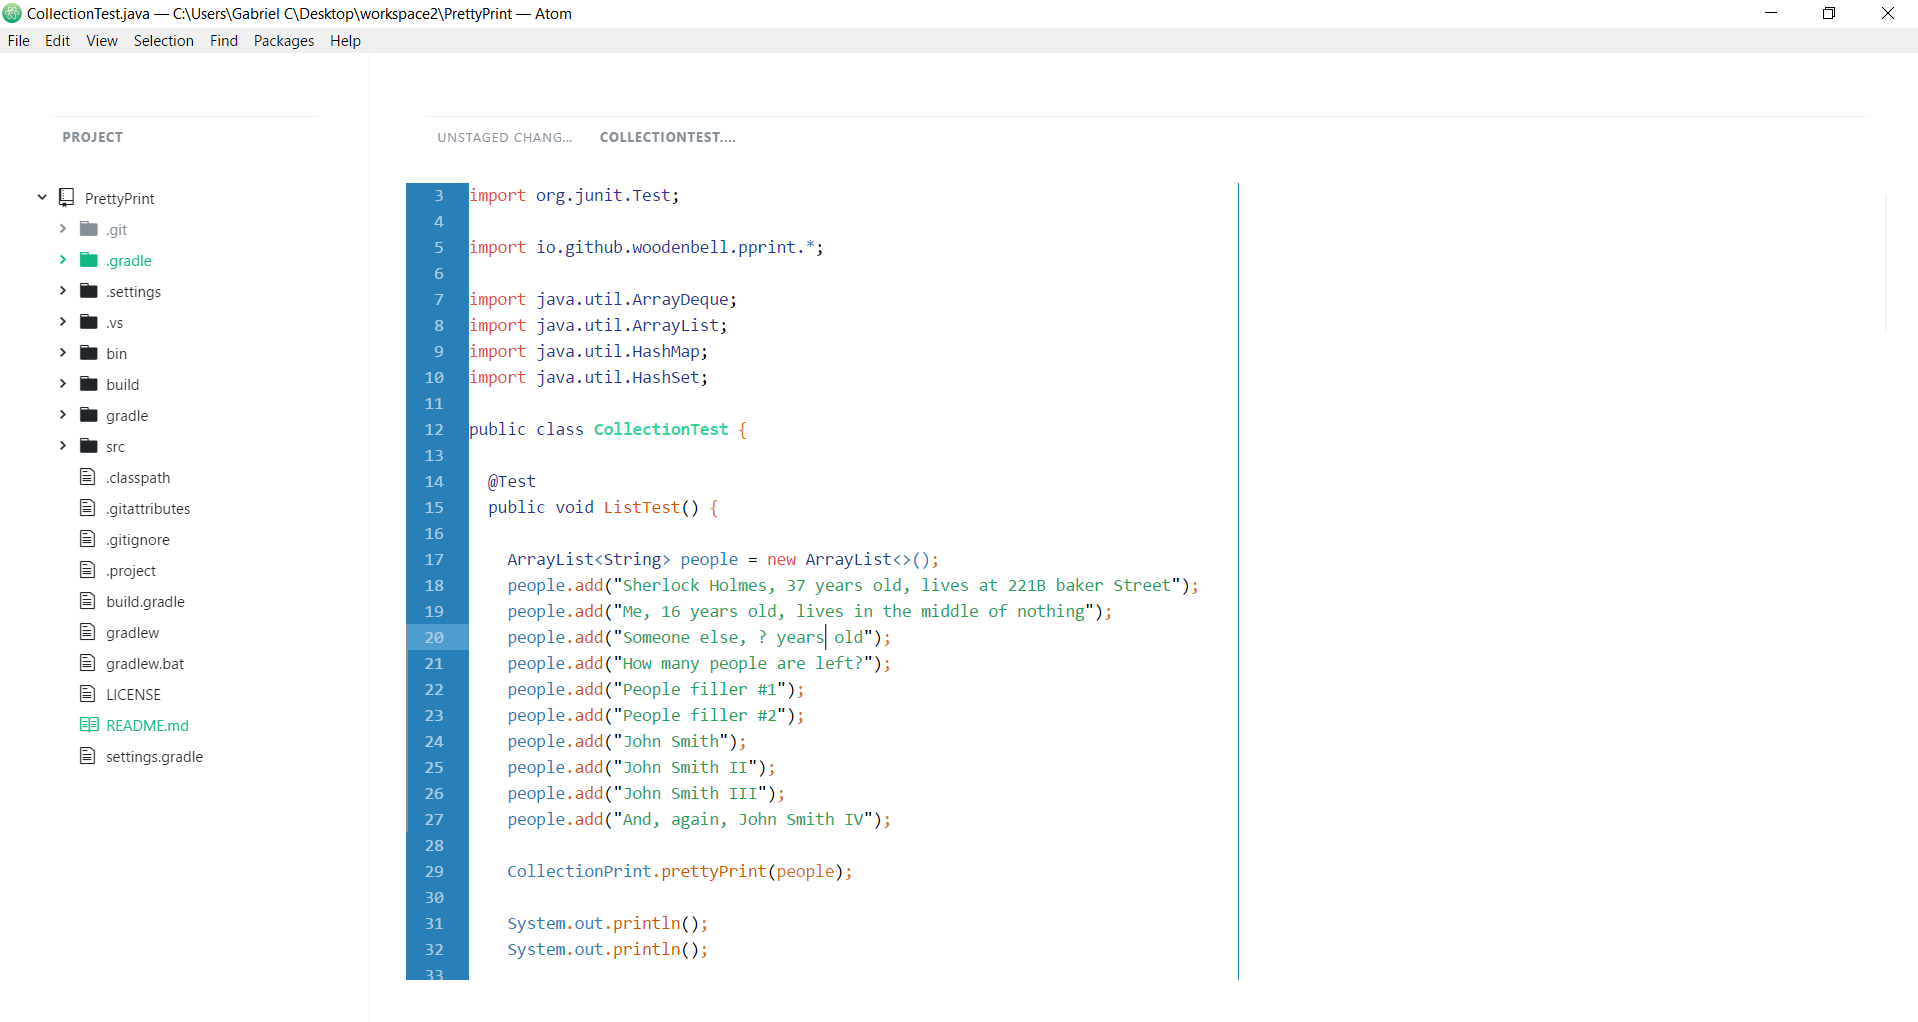 CollectionTest.java — C:\Users\Gabriel C\Desktop\workspace2\PrettyPrint — Atom
File Edit View Selection Find Packages Help
PROJECT
PrettyPrint
.git
.gradle
.settings
.vs
bin
build
gradle
src
.classpath
.gitattributes
.gitignore
.project
build.gradle
gradlew
gradlew.bat
LICENSE
README.md
settings.gradle
UNSTAGED CHANG... COLLECTIONTEST....
3 import org.junit.Test;
4
5 import io.github.woodenbell.pprint.*;
6
7 import java.util.ArrayDeque;
8 import java.util.ArrayList;
9 import java.util.HashMap;
10 import java.util.HashSet;
11
12 public class CollectionTest {
13
14 @Test
15 public void ListTest() {
16
17 ArrayList<String> people = new ArrayList<>();
18 people.add("Sherlock Holmes, 37 years old, lives at 221B baker Street");
19 people.add("Me, 16 years old, lives in the middle of nothing");
20 people.add("Someone else, ? years old");
21 people.add("How many people are left?");
22 people.add("People filler #1");
23 people.add("People filler #2");
24 people.add("John Smith");
25 people.add("John Smith II");
26 people.add("John Smith III");
27 people.add("And, again, John Smith IV");
28
29 CollectionPrint.prettyPrint(people);
30
31 System.out.println();
32 System.out.println();
33